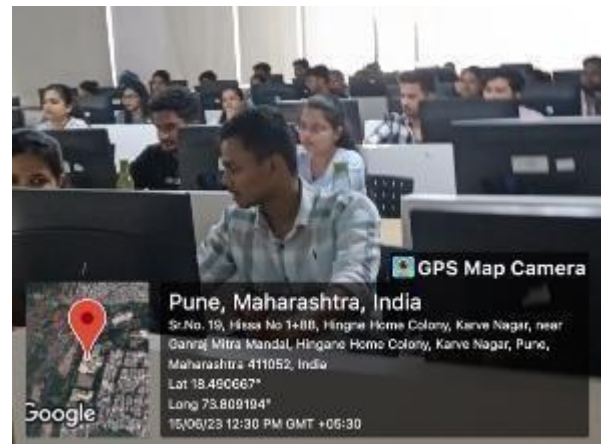 GPS Map Camera
Pune, Maharashtra, India
Sr.No. 19, Hissa No 1+8B, Hingne Home Colony, Karve Nagar, near
Ganraj Mitra Mandal, Hingane Home Colony, Karve Nagar, Pune,
Maharashtra 411052, India
Lat 18.490667°
Long 73.809194°
15/06/23 12:30 PM GMT +05:30
Google